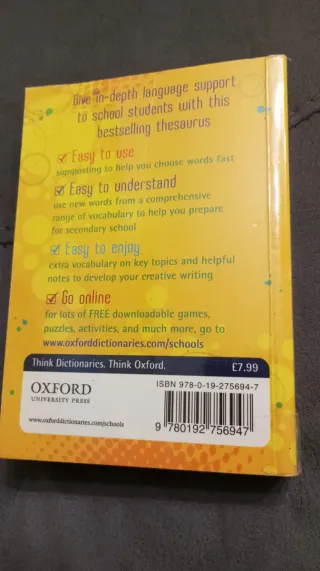 Give in-depth language support
to school students with this
bestselling thesaurus
Easy to use
signposting to help you choose words fast
Easy to understand
use new words from a comprehensive
range of vocabulary to help you prepare
for secondary school
Easy to enjoy
extra vocabulary on key topics and helpful
notes to develop your creative writing
Go online
for lots of FREE downloadable games,
puzzles, activities, and much more, go to
www.oxforddictionaries.com/schools
Think Dictionaries. Think Oxford.
£7.99
OXFORD
UNIVERSITY PRESS
www.oxforddictionaries.com/schools
ISBN 978-0-19-275694-7
9 780192 756947